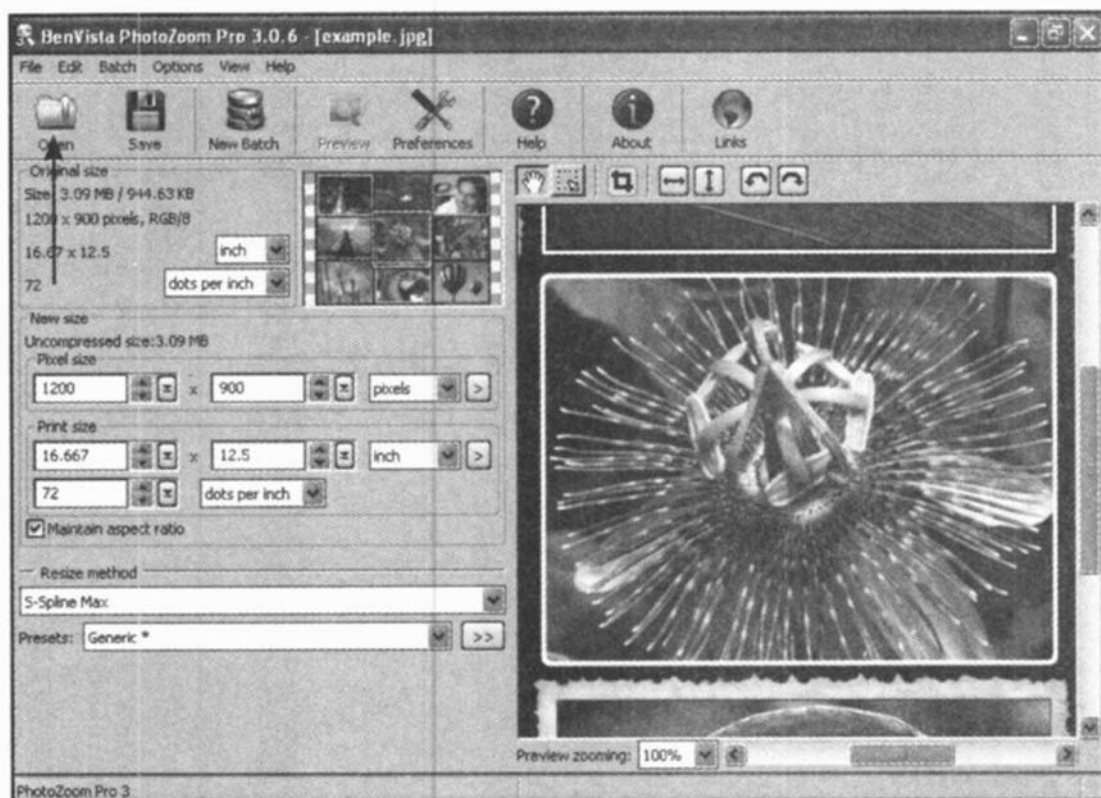 BenVista PhotoZoom Pro 3.0.6 - [example.jpg]
File Edit Batch Options View Help
Open Save New Batch Preview Preferences Help About Links
Original size
Size: 3.09 MB / 944.63 KB
1200 x 900 pixels, RGB/8
16.67 x 12.5 inch
72 dots per inch
New size
Uncompressed size:3.09 MB
Pixel size
1200 x 900 pixels >
Print size
16.667 x 12.5 inch >
72 dots per inch
Maintain aspect ratio
Resize method
S-Spline Max
Presets: Generic * >>
Preview zooming: 100%
PhotoZoom Pro 3